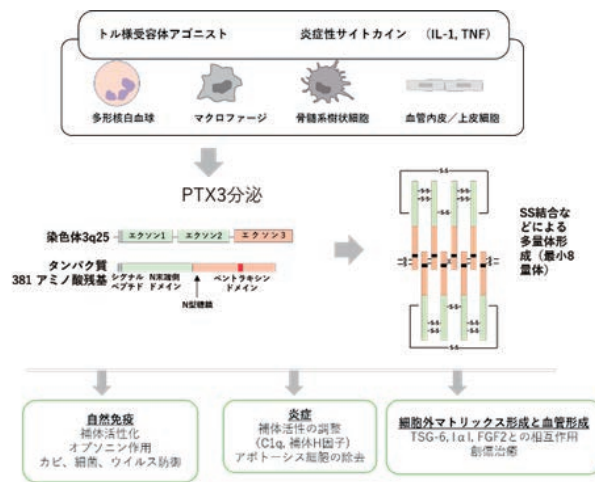 トル様受容体アゴニスト
炎症性サイトカイン （IL-1, TNF）
多形核白血球
マクロファージ
骨髄系樹状細胞
血管内皮／上皮細胞
PTX3分泌
染色体3q25
エクソン1
エクソン2
エクソン3
タンパク質
381 アミノ酸残基
シグナル
ペプチド
N末端側
ドメイン
ペントラキシン
ドメイン
N型糖鎖
SS結合な
どによる
多量体形
成（最小8
量体）
自然免疫
補体活性化
オプソニン作用
カビ、細菌、ウイルス防御
炎症
補体活性の調整
（C1q, 補体H因子）
アポトーシス細胞の除去
細胞外マトリックス形成と血管形成
TSG-6, IαI, FGF2との相互作用
創傷治療